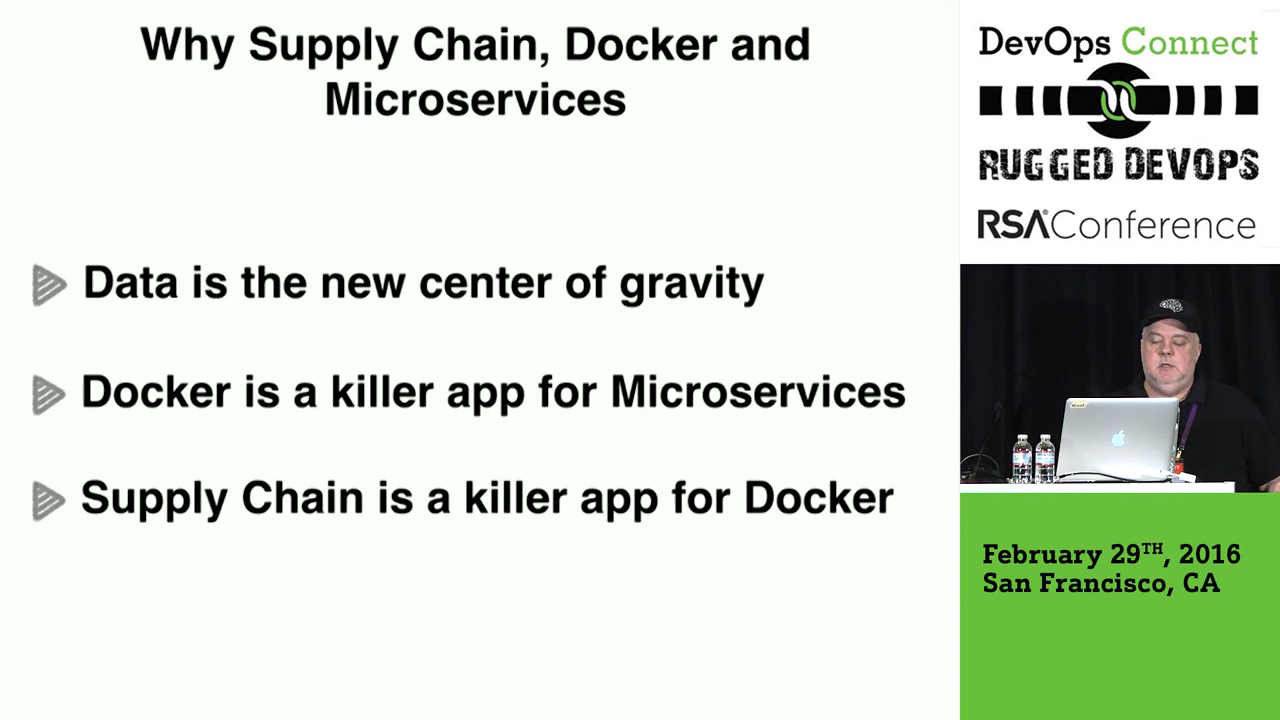 Why Supply Chain, Docker and
Microservices
Data is the new center of gravity
Docker is a killer app for Microservices
Supply Chain is a killer app for Docker
DevOps Connect
RUGGED DEVOPS
RSAConference
February 29TH, 2016
San Francisco, CA